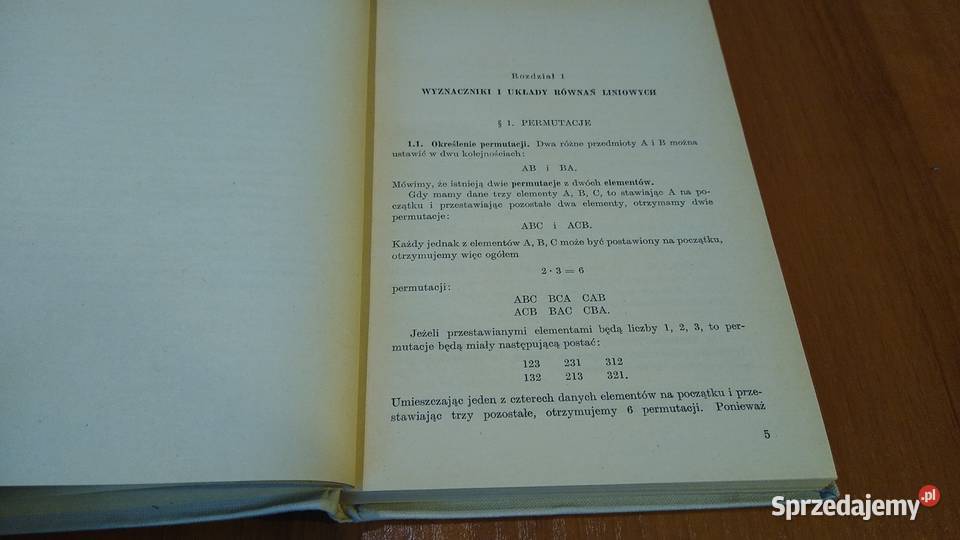 Rozdział 1
WYZNACZNIKI I UKŁADY RÓWNAŃ LINIOWYCH
§ 1. PERMUTACJE
1.1. Określenie permutacji. Dwa różne przedmioty A i B można
ustawić w dwu kolejnościach:
AB i BA.
Mówimy, że istnieją dwie permutacje z dwóch elementów.
Gdy mamy dane trzy elementy A, B, C, to stawiając A na po-
czątku i przestawiając pozostałe dwa elementy, otrzymamy dwie
permutacje:
ABC i ACB.
Każdy jednak z elementów A, B, C może być postawiony na początku,
otrzymujemy więc ogółem
2 · 3 = 6
permutacji:
ABC BCA CAB
ACB BAC CBA.
Jeżeli przestawianymi elementami będą liczby 1, 2, 3, to per-
mutacje będą miały następującą postać:
123 231 312
132 213 321.
Umieszczając jeden z czterech danych elementów na początku i prze-
stawiając trzy pozostałe, otrzymujemy 6 permutacji. Ponieważ
5
Sprzedajemy.pl